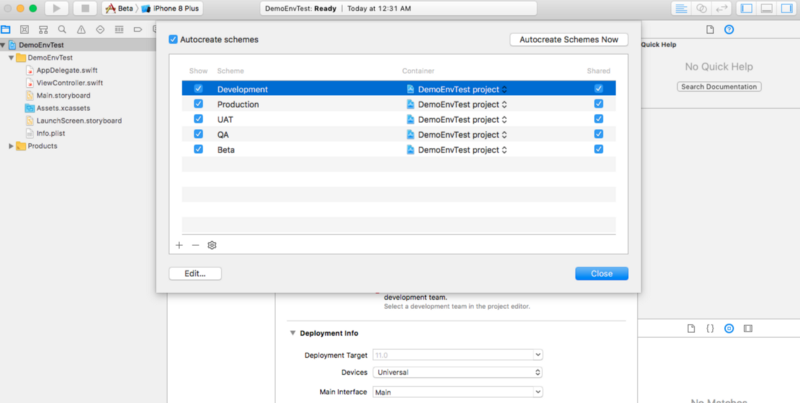 Beta
iPhone 8 Plus
DemoEnvTest: Ready | Today at 12:31 AM
DemoEnvTest
DemoEnvTest
AppDelegate.swift
ViewController.swift
Main.storyboard
Assets.xcassets
LaunchScreen.storyboard
Info.plist
Products
Autocreate schemes
Autocreate Schemes Now
Show Scheme Container Shared
Development DemoEnvTest project
Production DemoEnvTest project
UAT DemoEnvTest project
QA DemoEnvTest project
Beta DemoEnvTest project
Edit...
Close
Quick Help
No Quick Help
Search Documentation
development team.
Select a development team in the project editor.
Deployment Info
Deployment Target 11.0
Devices Universal
Main Interface Main
No Matches